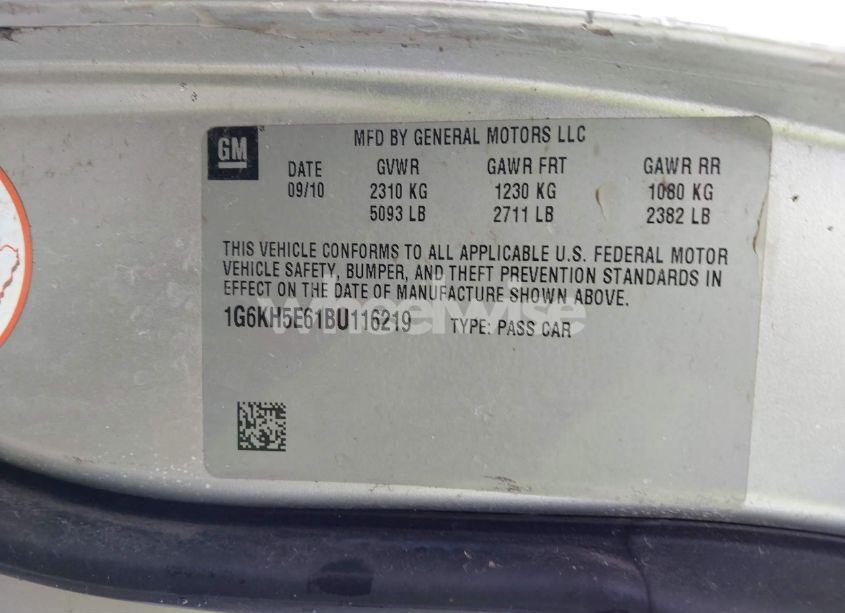 GM
MFD BY GENERAL MOTORS LLC
DATE GVWR GAWR FRT GAWR RR
09/10 2310 KG 1230 KG 1080 KG
5093 LB 2711 LB 2382 LB
THIS VEHICLE CONFORMS TO ALL APPLICABLE U.S. FEDERAL MOTOR
VEHICLE SAFETY, BUMPER, AND THEFT PREVENTION STANDARDS IN
EFFECT ON THE DATE OF MANUFACTURE SHOWN ABOVE.
1G6KH5E61BU116219 TYPE: PASS CAR
wheelwise